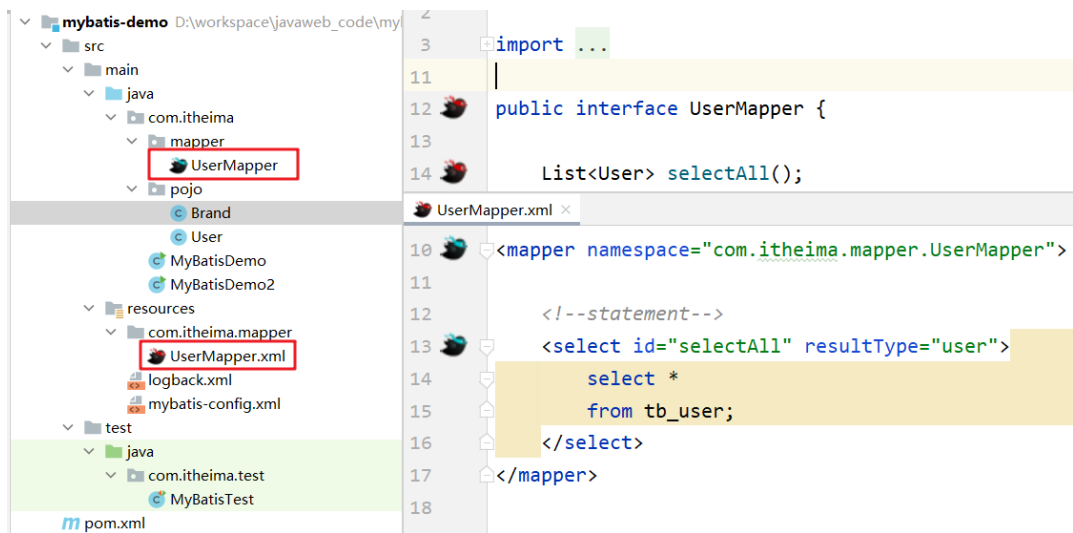 mybatis-demo D:\workspace\javaweb_code\my
src
main
java
com.itheima
mapper
UserMapper
pojo
Brand
User
MyBatisDemo
MyBatisDemo2
resources
com.itheima.mapper
UserMapper.xml
logback.xml
mybatis-config.xml
test
java
com.itheima.test
MyBatisTest
pom.xml
2
3 import ...
11
12 public interface UserMapper {
13
14 List<User> selectAll();
UserMapper.xml
10 <mapper namespace="com.itheima.mapper.UserMapper">
11
12 <!--statement-->
13 <select id="selectAll" resultType="user">
14 select *
15 from tb_user;
16 </select>
17 </mapper>
18